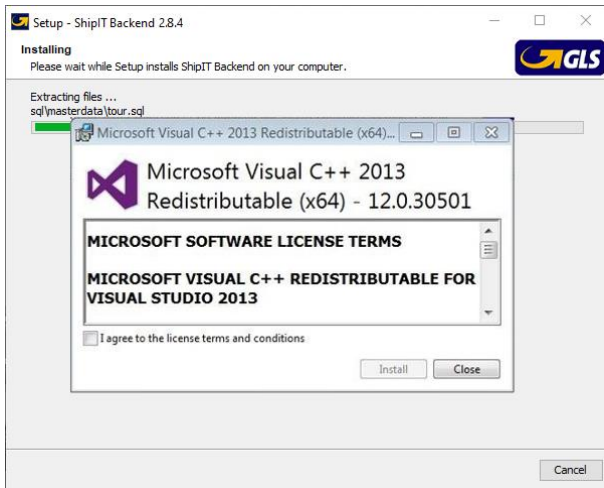 Setup - ShipIT Backend 2.8.4
Installing
Please wait while Setup installs ShipIT Backend on your computer.
GLS
Extracting files ...
sql\masterdata\tour.sql
Microsoft Visual C++ 2013 Redistributable (x64)...
Microsoft Visual C++ 2013
Redistributable (x64) - 12.0.30501
MICROSOFT SOFTWARE LICENSE TERMS
MICROSOFT VISUAL C++ REDISTRIBUTABLE FOR
VISUAL STUDIO 2013
I agree to the license terms and conditions
Install Close
Cancel